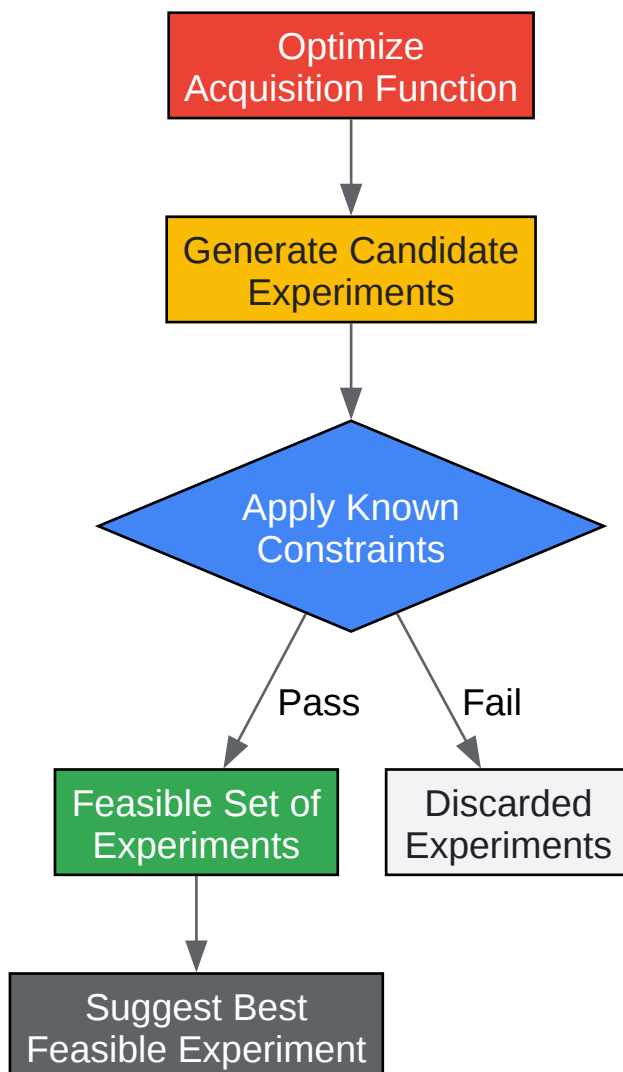 Optimize
Acquisition Function
Generate Candidate
Experiments
Apply Known
Constraints
Pass
Fail
Feasible Set of
Experiments
Discarded
Experiments
Suggest Best
Feasible Experiment